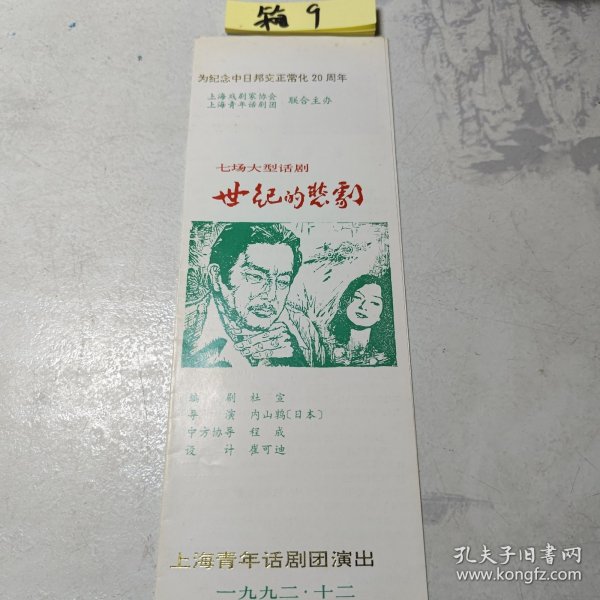 箱9
为纪念中日邦交正常化20周年
上海戏剧家协会
上海青年话剧团 联合主办
七场大型话剧
世纪的悲劇
编 剧 杜宣
导 演 内山鹑〔日本〕
中方协导 程成
设 计 崔可迪
上海青年话剧团演出
一九九二·十二
孔夫子旧书网
www.kongfz.com